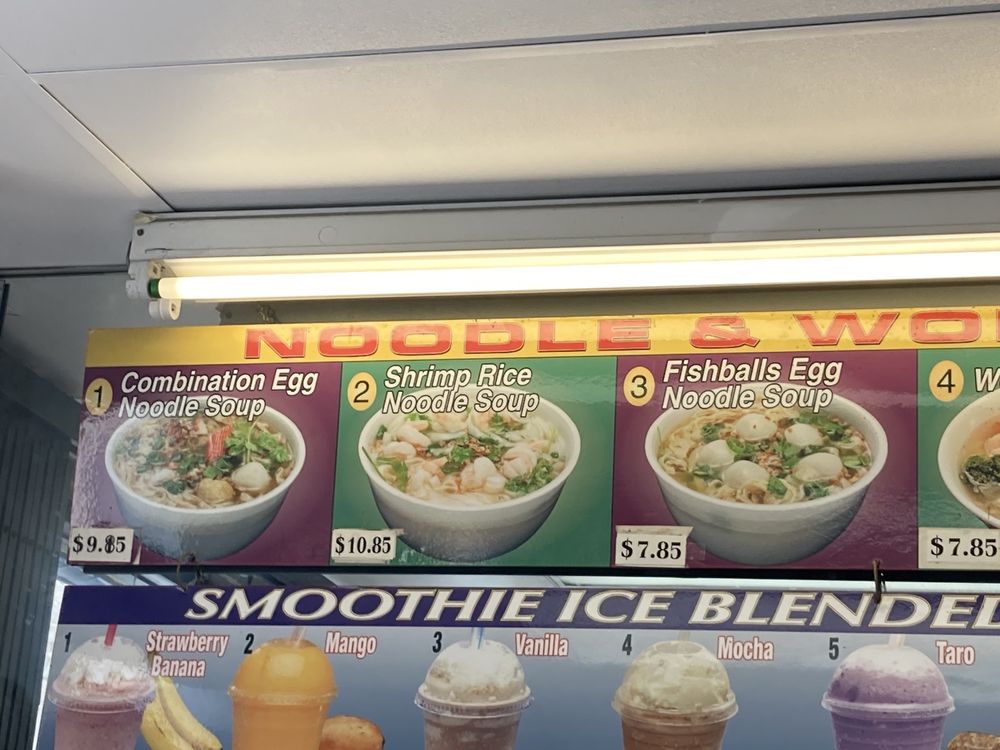 NOODLE & WO
1 Combination Egg
Noodle Soup
$9.85
2 Shrimp Rice
Noodle Soup
$10.85
3 Fishballs Egg
Noodle Soup
$7.85
4 W
$7.85
SMOOTHIE ICE BLENDED
1 Strawberry
Banana
2 Mango
3 Vanilla
4 Mocha
5 Taro